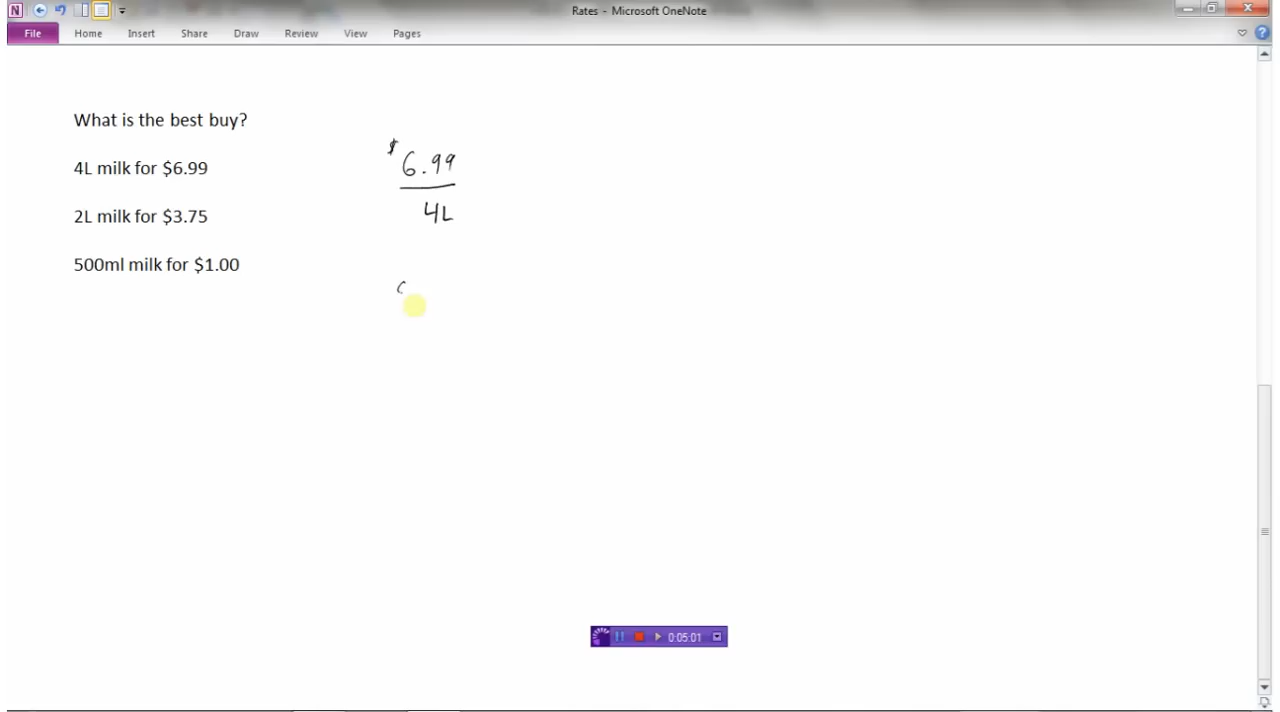 Rates - Microsoft OneNote
File Home Insert Share Draw Review View Pages
What is the best buy?
4L milk for $6.99
$6.99
4L
2L milk for $3.75
500ml milk for $1.00
0:05:01